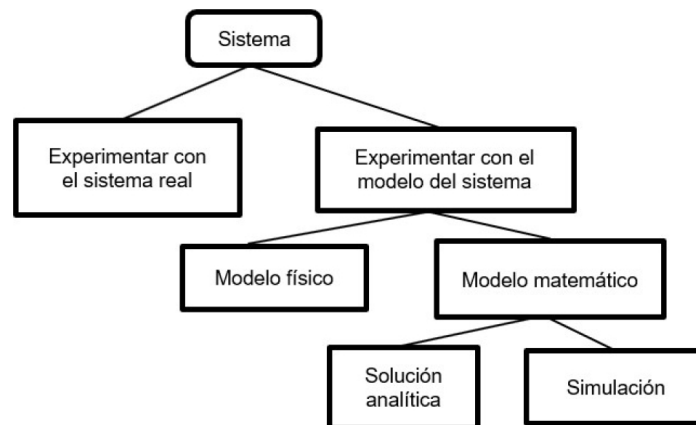 Sistema
Experimentar con
el sistema real
Experimentar con el
modelo del sistema
Modelo físico
Modelo matemático
Solución
analítica
Simulación